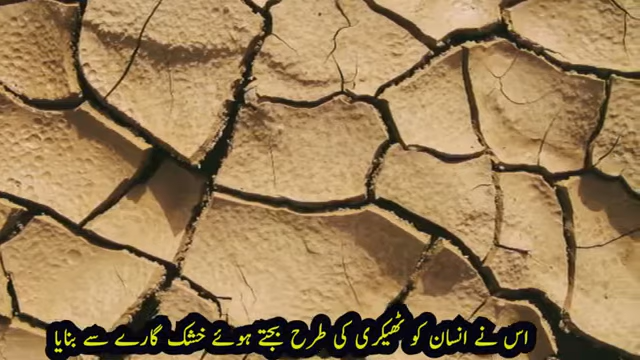 اس نے انسان کو ٹھیکری کی طرح بجتے ہوئے خشک گارے سے بنایا